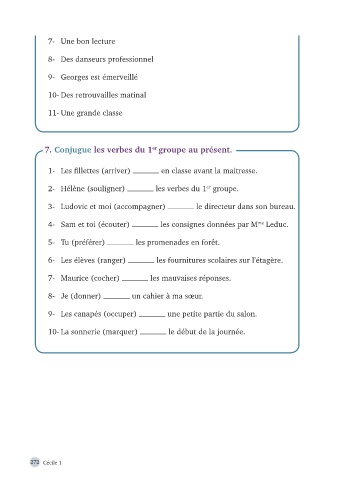 7- Une bon lecture
8- Des danseurs professionnel
9- Georges est émerveillé
10- Des retrouvailles matinal
11- Une grande classe
7. Conjugue les verbes du 1er groupe au présent.
1- Les fillettes (arriver) ______ en classe avant la maitresse.
2- Hélène (souligner) ______ les verbes du 1er groupe.
3- Ludovic et moi (accompagner) ______ le directeur dans son bureau.
4- Sam et toi (écouter) ______ les consignes données par Mme Leduc.
5- Tu (préférer) ______ les promenades en forêt.
6- Les élèves (ranger) ______ les fournitures scolaires sur l'étagère.
7- Maurice (cocher) ______ les mauvaises réponses.
8- Je (donner) ______ un cahier à ma sœur.
9- Les canapés (occuper) ______ une petite partie du salon.
10- La sonnerie (marquer) ______ le début de la journée.
272 Cécile 1